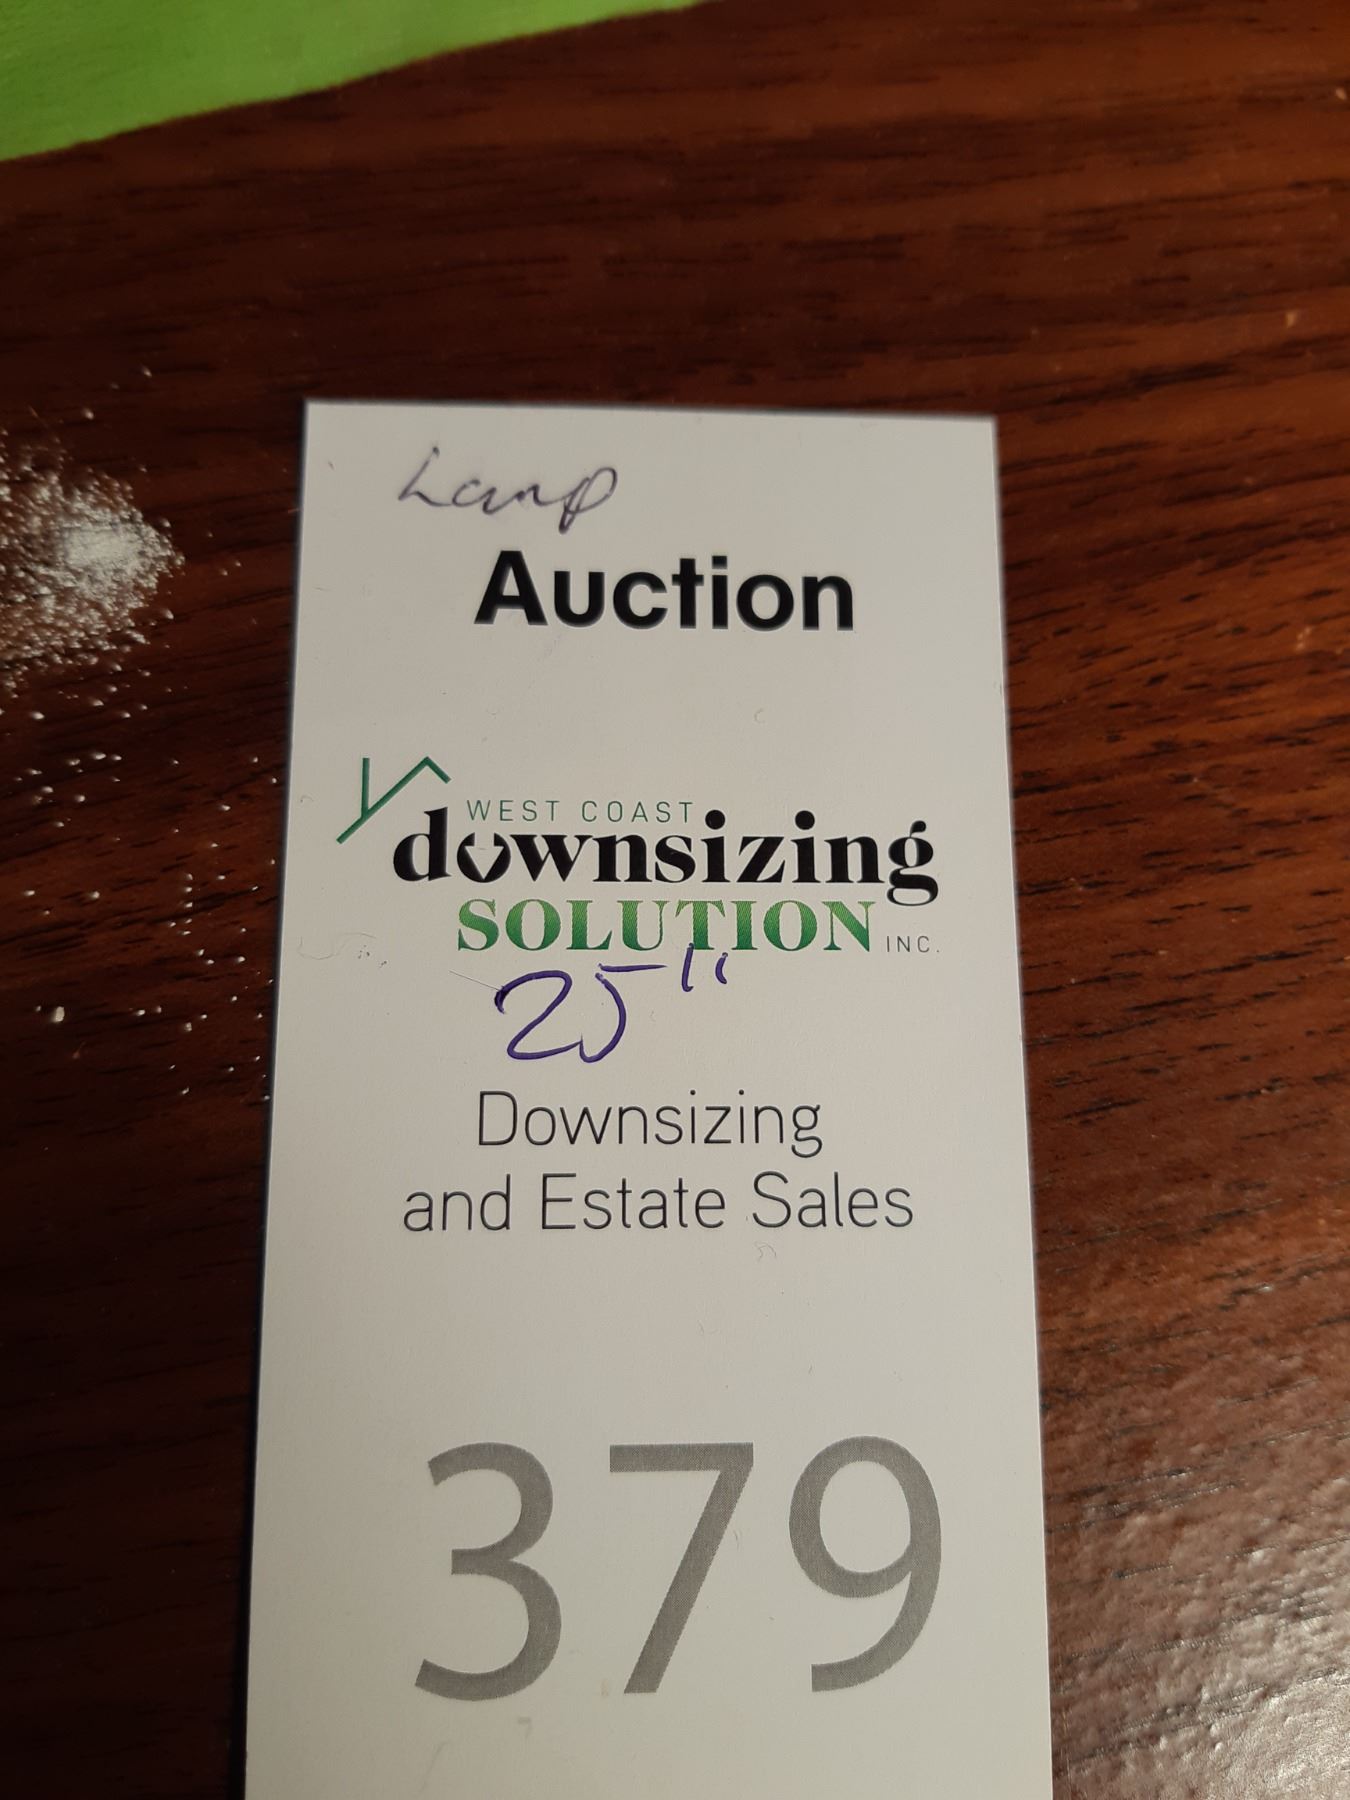 Lamp
Auction
WEST COAST
downsizing
SOLUTION INC.
25"
Downsizing
and Estate Sales
379